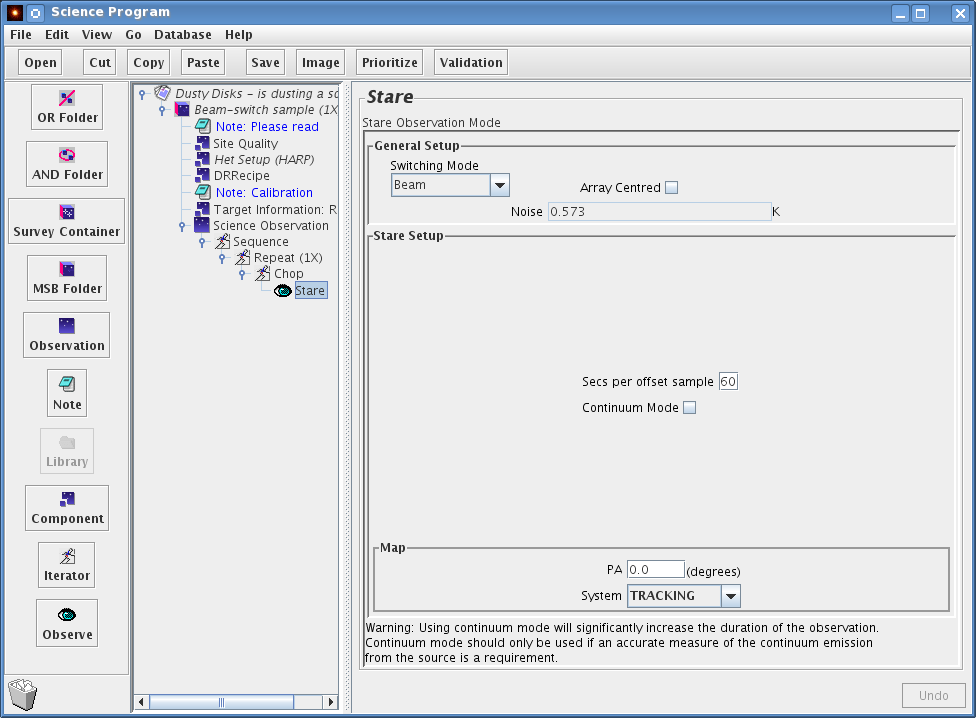 Science Program
File Edit View Go Database Help
Open Cut Copy Paste Save Image Prioritize Validation
OR Folder
AND Folder
Survey Container
MSB Folder
Observation
Note
Library
Component
Iterator
Observe
Dusty Disks - is dusting a sc
Beam-switch sample (1X
Note: Please read
Site Quality
Het Setup (HARP)
DRRecipe
Note: Calibration
Target Information: R
Science Observation
Sequence
Repeat (1X)
Chop
Stare
Stare
Stare Observation Mode
General Setup
Switching Mode
Beam
Array Centred
Noise 0.573 K
Stare Setup
Secs per offset sample 60
Continuum Mode
Map
PA 0.0 (degrees)
System TRACKING
Warning: Using continuum mode will significantly increase the duration of the observation.
Continuum mode should only be used if an accurate measure of the continuum emission
from the source is a requirement.
Undo